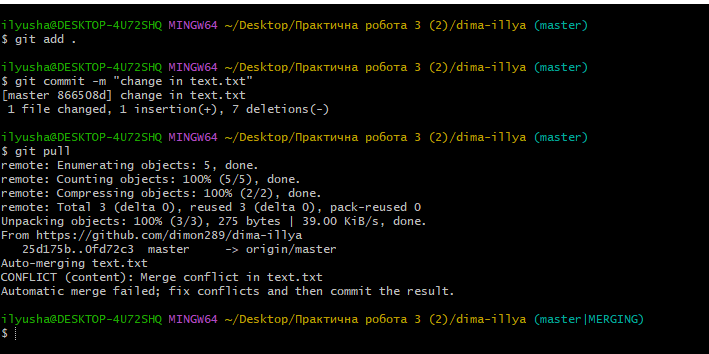 ilyusha@DESKTOP-4U72SHQ MINGW64 ~/Desktop/Практична робота 3 (2)/dima-illya (master)
$ git add .
ilyusha@DESKTOP-4U72SHQ MINGW64 ~/Desktop/Практична робота 3 (2)/dima-illya (master)
$ git commit -m "change in text.txt"
[master 866508d] change in text.txt
 1 file changed, 1 insertion(+), 7 deletions(-)
ilyusha@DESKTOP-4U72SHQ MINGW64 ~/Desktop/Практична робота 3 (2)/dima-illya (master)
$ git pull
remote: Enumerating objects: 5, done.
remote: Counting objects: 100% (5/5), done.
remote: Compressing objects: 100% (2/2), done.
remote: Total 3 (delta 0), reused 3 (delta 0), pack-reused 0
Unpacking objects: 100% (3/3), 275 bytes | 39.00 KiB/s, done.
From https://github.com/dimon289/dima-illya
   25d175b..0fd72c3  master     -> origin/master
Auto-merging text.txt
CONFLICT (content): Merge conflict in text.txt
Automatic merge failed; fix conflicts and then commit the result.
ilyusha@DESKTOP-4U72SHQ MINGW64 ~/Desktop/Практична робота 3 (2)/dima-illya (master|MERGING)
$